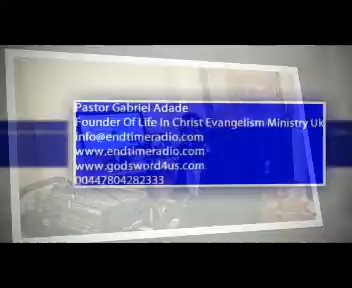 Pastor Gabriel Adade
Founder Of Life In Christ Evangelism Ministry Uk
info@endtimeradio.com
www.endtimeradio.com
www.godsword4us.com
00447804282333